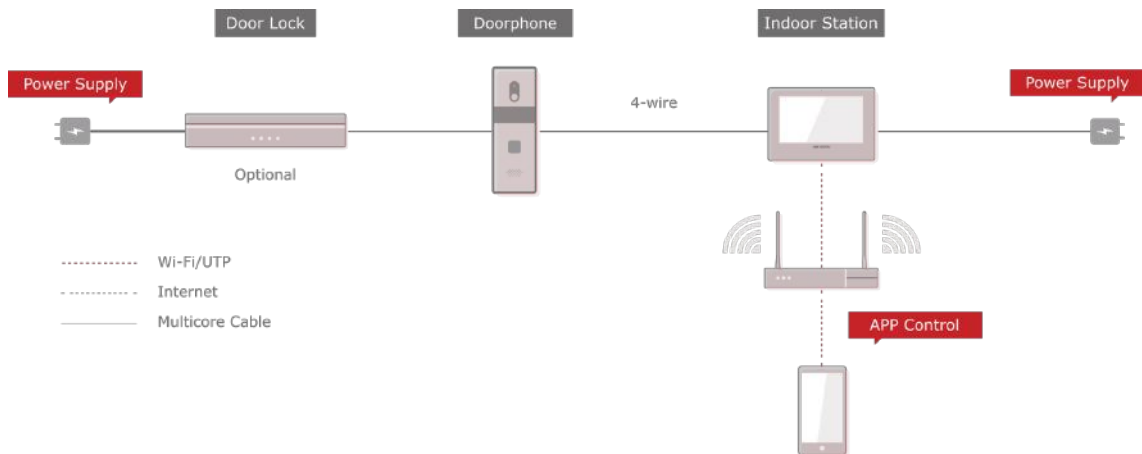 Door Lock
Doorphone
Indoor Station
Power Supply
Power Supply
4-wire
Optional
Wi-Fi/UTP
Internet
Multicore Cable
APP Control